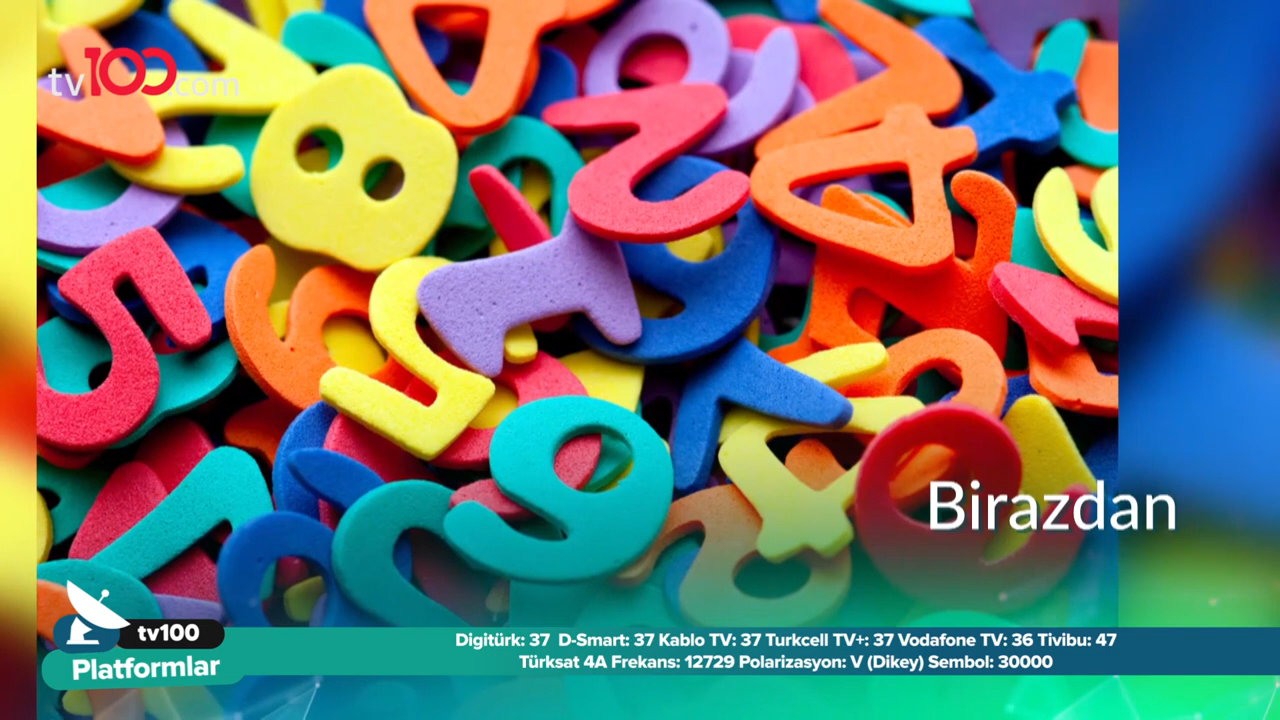 tv100.com
Birazdan
tv100
Platformlar
Digitürk: 37 D-Smart: 37 Kablo TV: 37 Turkcell TV+: 37 Vodafone TV: 36 Tivibu: 47
Türksat 4A Frekans: 12729 Polarizasyon: V (Dikey) Sembol: 30000